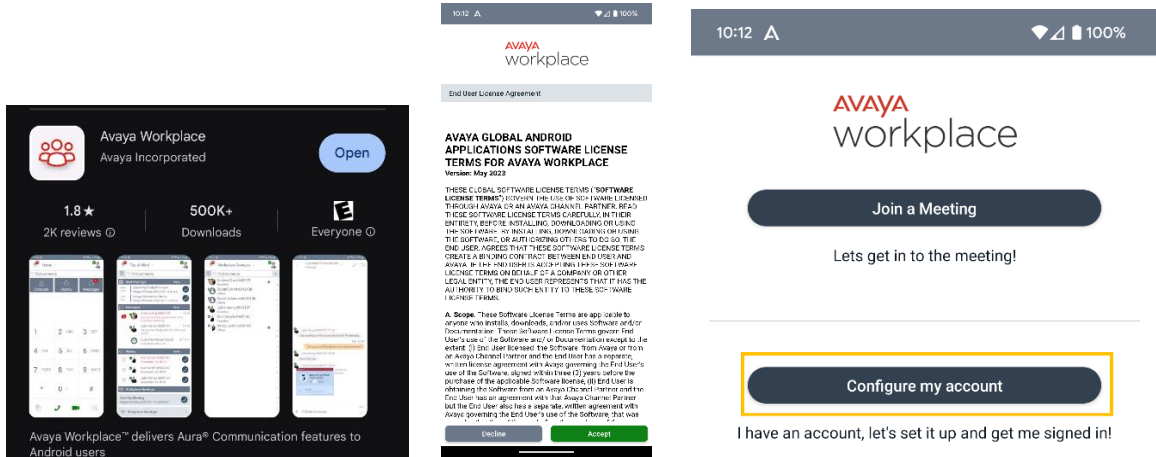 Avaya Workplace
Avaya Incorporated
Open
1.8★
2K reviews
500K+
Downloads
E
Everyone
1
2
3
4
5
6
7
8
9
*
0
#
Avaya Workplace™ delivers Aura® Communication features to
Android users
10:12
100%
AVAYA
workplace
End User License Agreement
AVAYA GLOBAL ANDROID
APPLICATIONS SOFTWARE LICENSE
TERMS FOR AVAYA WORKPLACE
Version: May 2023
THESE GLOBAL SOFTWARE LICENSE TERMS ("SOFTWARE
LICENSE TERMS") GOVERN THE USE OF SOFTWARE LICENSED
THROUGH AVAYA OR AN AVAYA CHANNEL PARTNER. READ
THESE SOFTWARE LICENSE TERMS CAREFULLY, IN THEIR
ENTIRETY, BEFORE INSTALLING, DOWNLOADING OR USING
THE SOFTWARE. BY INSTALLING, DOWNLOADING OR USING
THE SOFTWARE, OR AUTHORIZING OTHERS TO DO SO, THE
END USER, AGREES THAT THESE SOFTWARE LICENSE TERMS
CREATE A BINDING CONTRACT BETWEEN END USER AND
AVAYA. IF THE END USER IS ACCEPTING THESE SOFTWARE
LICENSE TERMS ON BEHALF OF A COMPANY OR OTHER
LEGAL ENTITY, THE END USER REPRESENTS THAT IT HAS THE
AUTHORITY TO BIND SUCH ENTITY TO THESE SOFTWARE
LICENSE TERMS.
A. Scope. These Software License Terms are applicable to
anyone who installs, downloads, and/or uses Software and/or
Documentation. These Software License Terms govern End
User's use of the Software and/ or Documentation except to the
extent: (i) End User licensed the Software from Avaya or from
an Avaya Channel Partner and the End User has a separate,
written license agreement with Avaya governing the End User's
use of the Software, signed within three (3) years before the
purchase of the applicable Software license, (ii) End User is
obtaining the Software from an Avaya Channel Partner and the
End User has an agreement with that Avaya Channel Partner
but the End User also has a separate, written agreement with
Avaya governing the End User's use of the Software, that was
Decline
Accept
10:12
100%
AVAYA
workplace
Join a Meeting
Lets get in to the meeting!
Configure my account
I have an account, let's set it up and get me signed in!